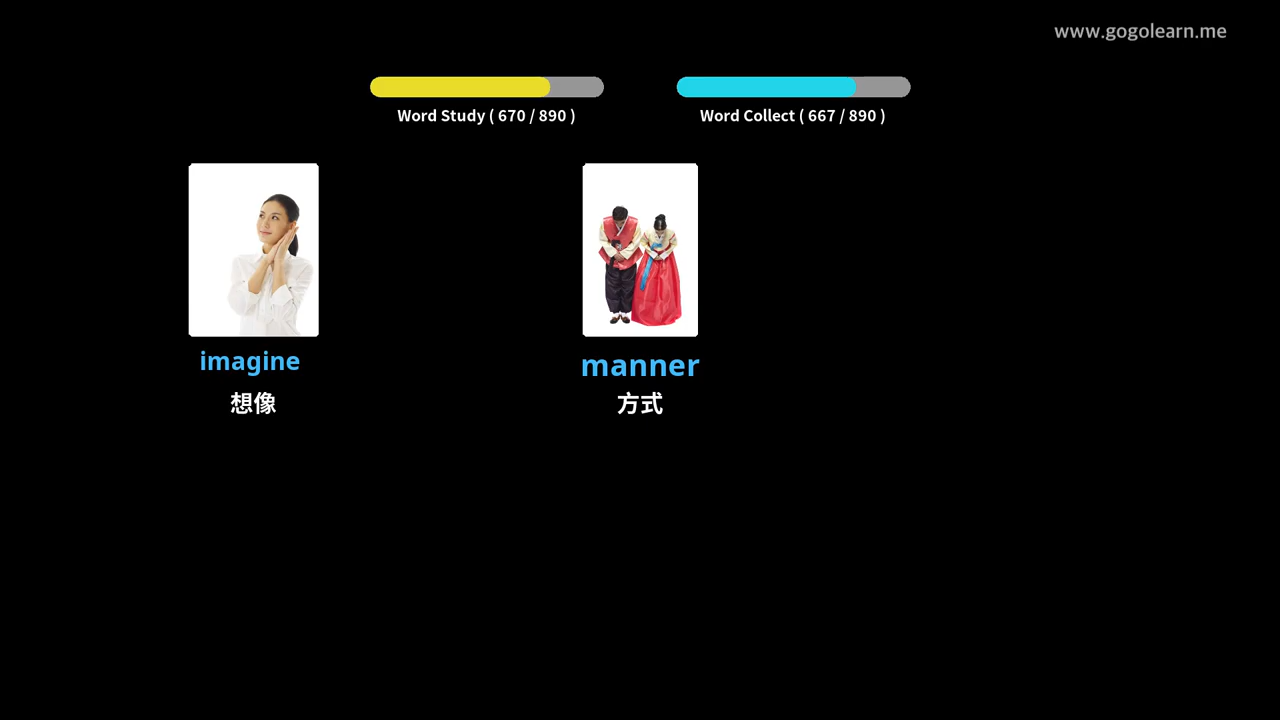 www.gogolearn.me
Word Study ( 670 / 890 )
Word Collect ( 667 / 890 )
imagine
想像
manner
方式